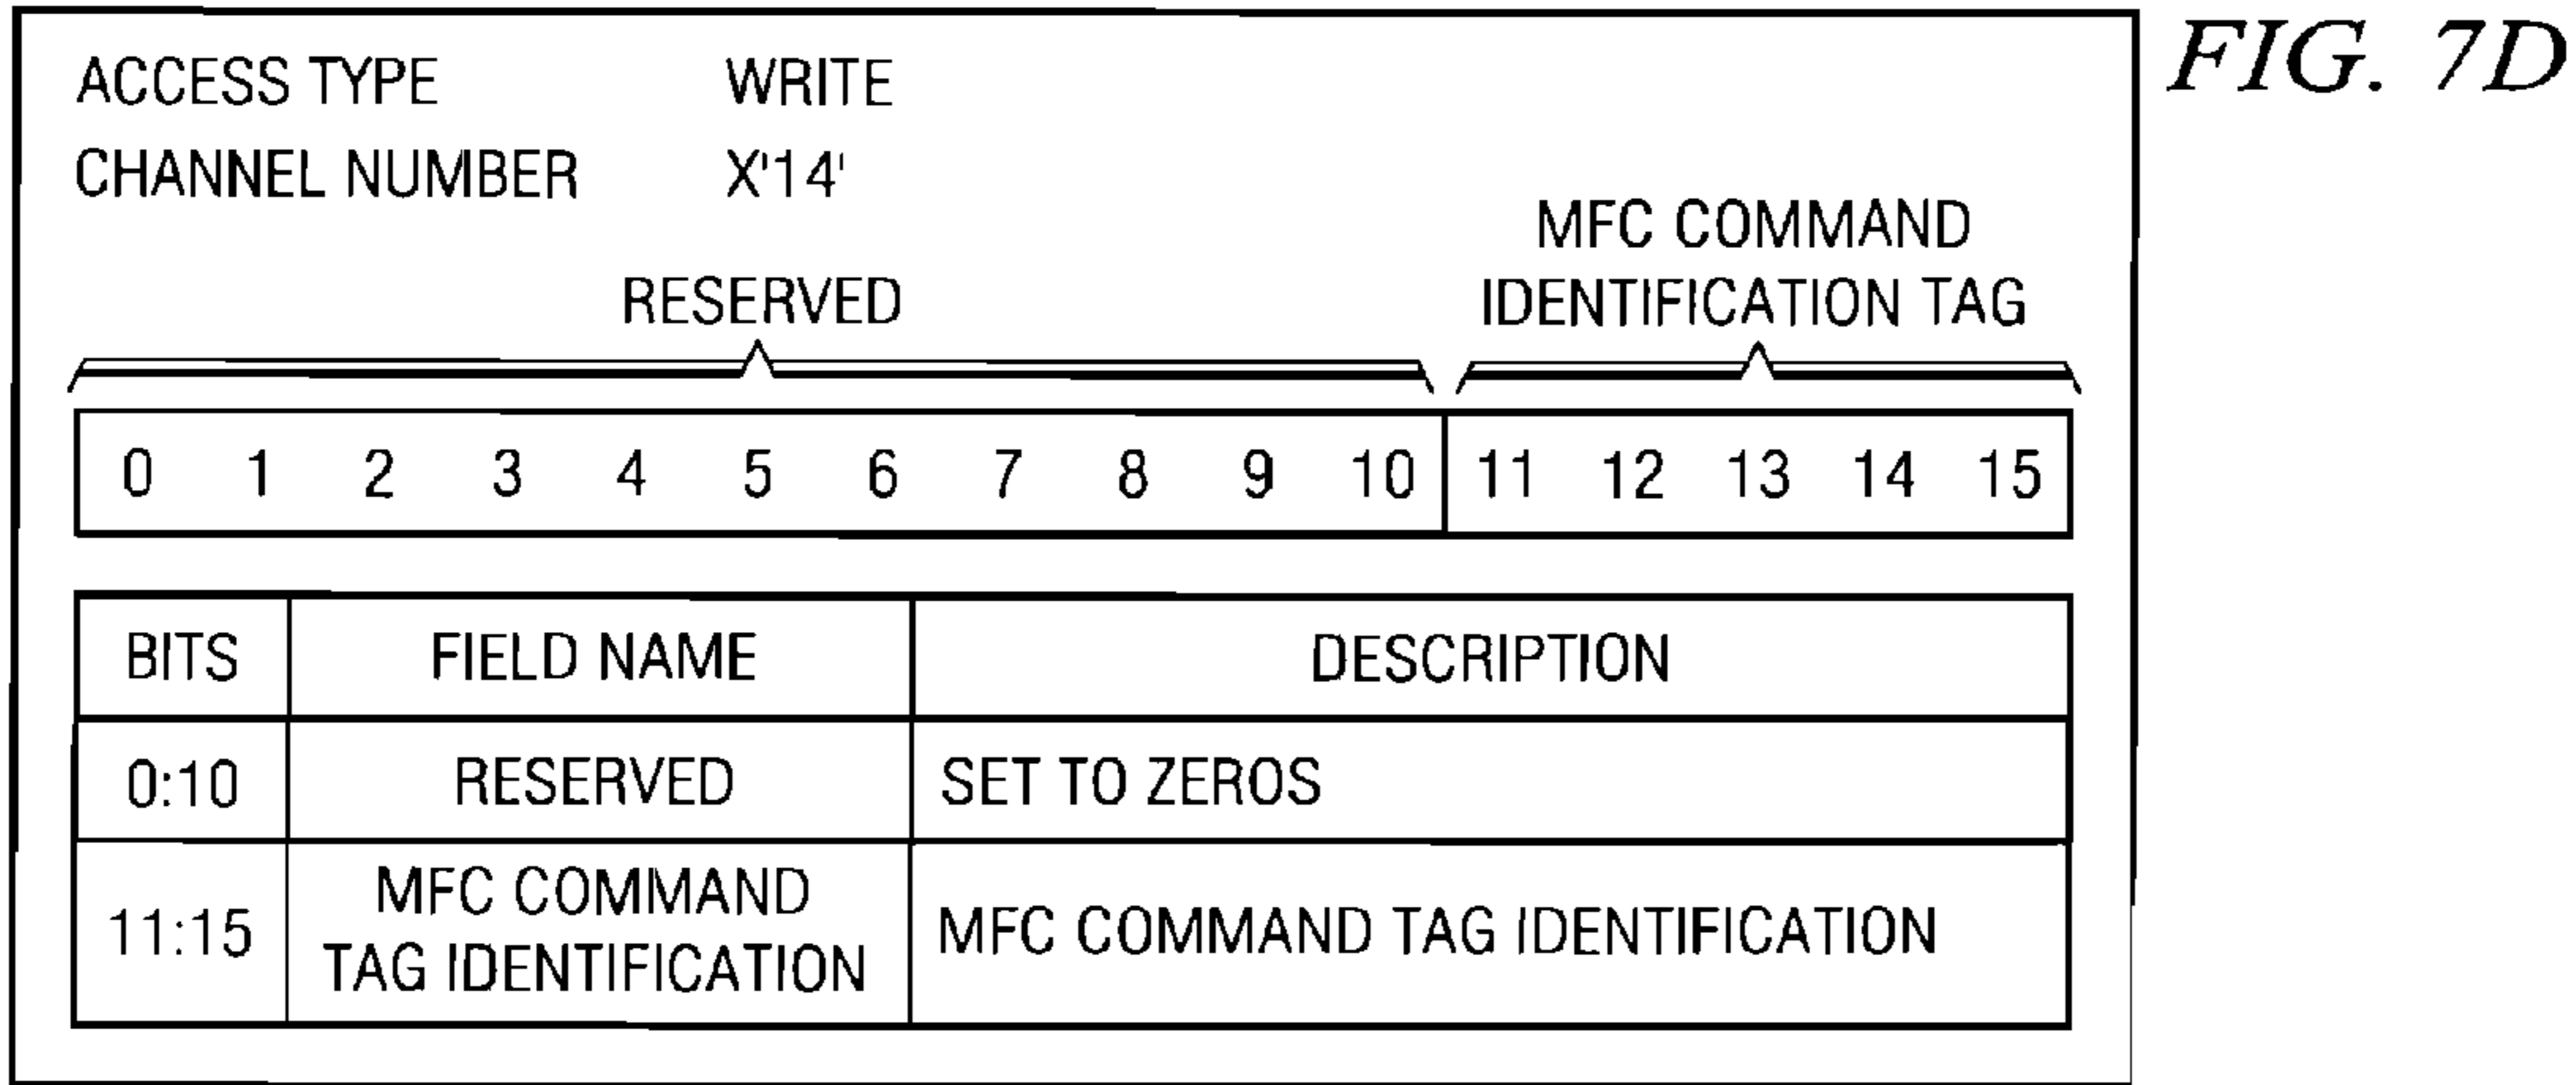 FIG. 7D
ACCESS TYPE WRITE
CHANNEL NUMBER X'14'
RESERVED
MFC COMMAND
IDENTIFICATION TAG
0 1 2 3 4 5 6 7 8 9 10 11 12 13 14 15
BITS FIELD NAME DESCRIPTION
0:10 RESERVED SET TO ZEROS
11:15 MFC COMMAND
TAG IDENTIFICATION
MFC COMMAND TAG IDENTIFICATION